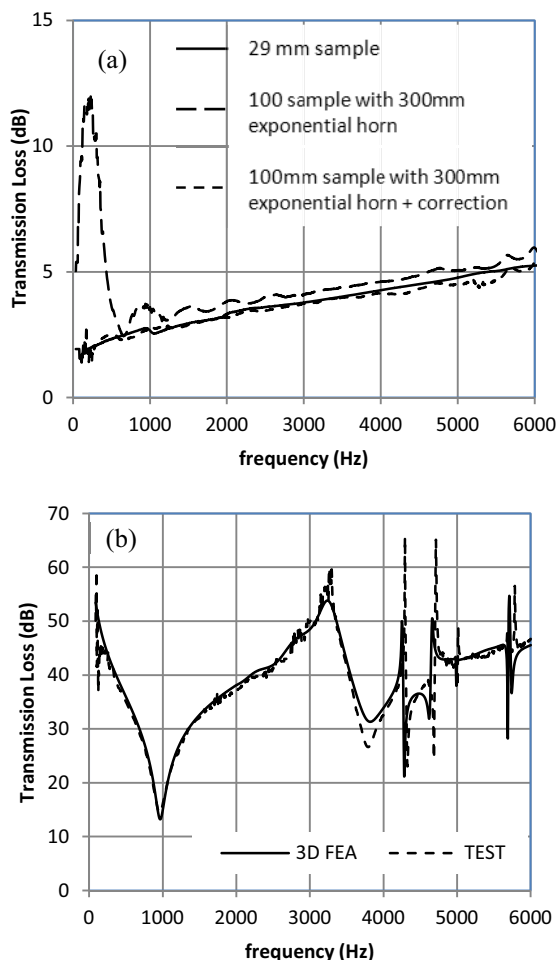 15
(a)
29 mm sample
100 sample with 300mm
exponential horn
100mm sample with 300mm
exponential horn + correction
10
5
0
Transmission Loss (dB)
0 1000 2000 3000 4000 5000 6000
frequency (Hz)
70
(b)
60
50
40
30
20
10
0
Transmission Loss (dB)
3D FEA TEST
0 1000 2000 3000 4000 5000 6000
frequency (Hz)